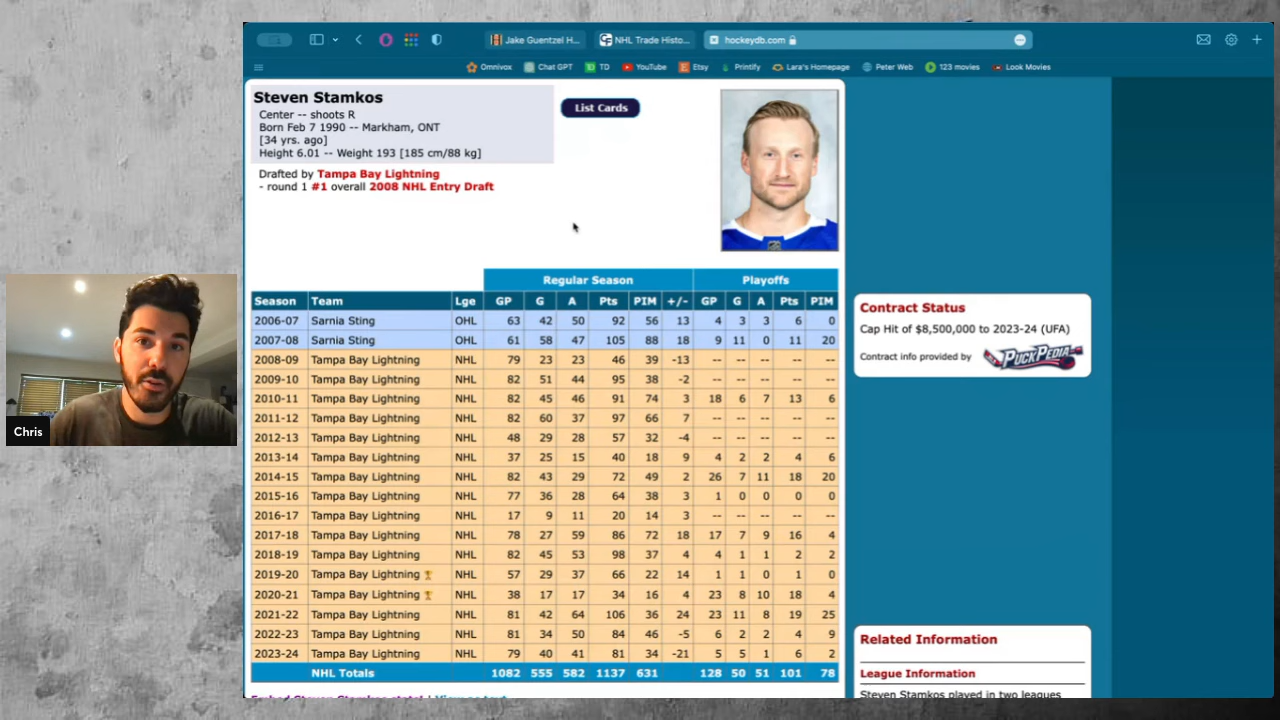 Jake Guentzel H...
NHL Trade Histo...
hockeydb.com
Omnivox
Chat GPT
TD
YouTube
Etsy
Printify
Lara's Homepage
Peter Web
123 movies
Look Movies
Steven Stamkos
Center -- shoots R
Born Feb 7 1990 -- Markham, ONT
[34 yrs. ago]
Height 6.01 -- Weight 193 [185 cm/88 kg]
List Cards
Drafted by Tampa Bay Lightning
- round 1 #1 overall 2008 NHL Entry Draft
Regular Season Playoffs
Season Team Lge GP G A Pts PIM +/- GP G A Pts PIM
2006-07 Sarnia Sting OHL 63 42 50 92 56 13 4 3 3 6 0
2007-08 Sarnia Sting OHL 61 58 47 105 88 18 9 11 0 11 20
2008-09 Tampa Bay Lightning NHL 79 23 23 46 39 -13 -- -- -- -- --
2009-10 Tampa Bay Lightning NHL 82 51 44 95 38 -2 -- -- -- -- --
2010-11 Tampa Bay Lightning NHL 82 45 46 91 74 3 18 6 7 13 6
2011-12 Tampa Bay Lightning NHL 82 60 37 97 66 7 -- -- -- -- --
2012-13 Tampa Bay Lightning NHL 48 29 28 57 32 -4 -- -- -- -- --
2013-14 Tampa Bay Lightning NHL 37 25 15 40 18 9 4 2 2 4 6
2014-15 Tampa Bay Lightning NHL 82 43 29 72 49 2 26 7 11 18 20
2015-16 Tampa Bay Lightning NHL 77 36 28 64 38 3 1 0 0 0 0
2016-17 Tampa Bay Lightning NHL 17 9 11 20 14 3 -- -- -- -- --
2017-18 Tampa Bay Lightning NHL 78 27 59 86 72 18 17 7 9 16 4
2018-19 Tampa Bay Lightning NHL 82 45 53 98 37 4 4 1 1 2 2
2019-20 Tampa Bay Lightning NHL 57 29 37 66 22 14 1 1 0 1 0
2020-21 Tampa Bay Lightning NHL 38 17 17 34 16 4 23 8 10 18 4
2021-22 Tampa Bay Lightning NHL 81 42 64 106 36 24 23 11 8 19 25
2022-23 Tampa Bay Lightning NHL 81 34 50 84 46 -5 6 2 2 4 9
2023-24 Tampa Bay Lightning NHL 79 40 41 81 34 -21 5 5 1 6 2
NHL Totals 1082 555 582 1137 631 128 50 51 101 78
Contract Status
Cap Hit of $8,500,000 to 2023-24 (UFA)
Contract info provided by PUCKPEDIA
Related Information
League Information
Steven Stamkos played in two leagues
Chris